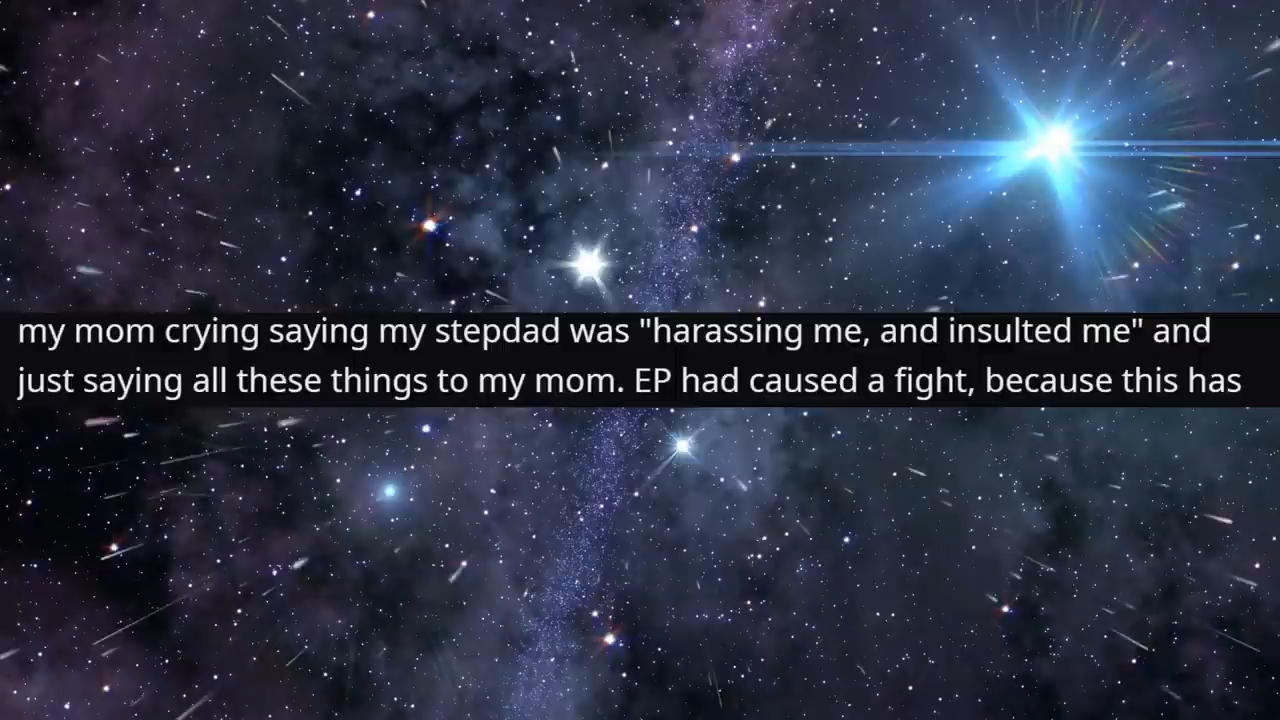 my mom crying saying my stepdad was "harassing me, and insulted me" and
just saying all these things to my mom. EP had caused a fight, because this has